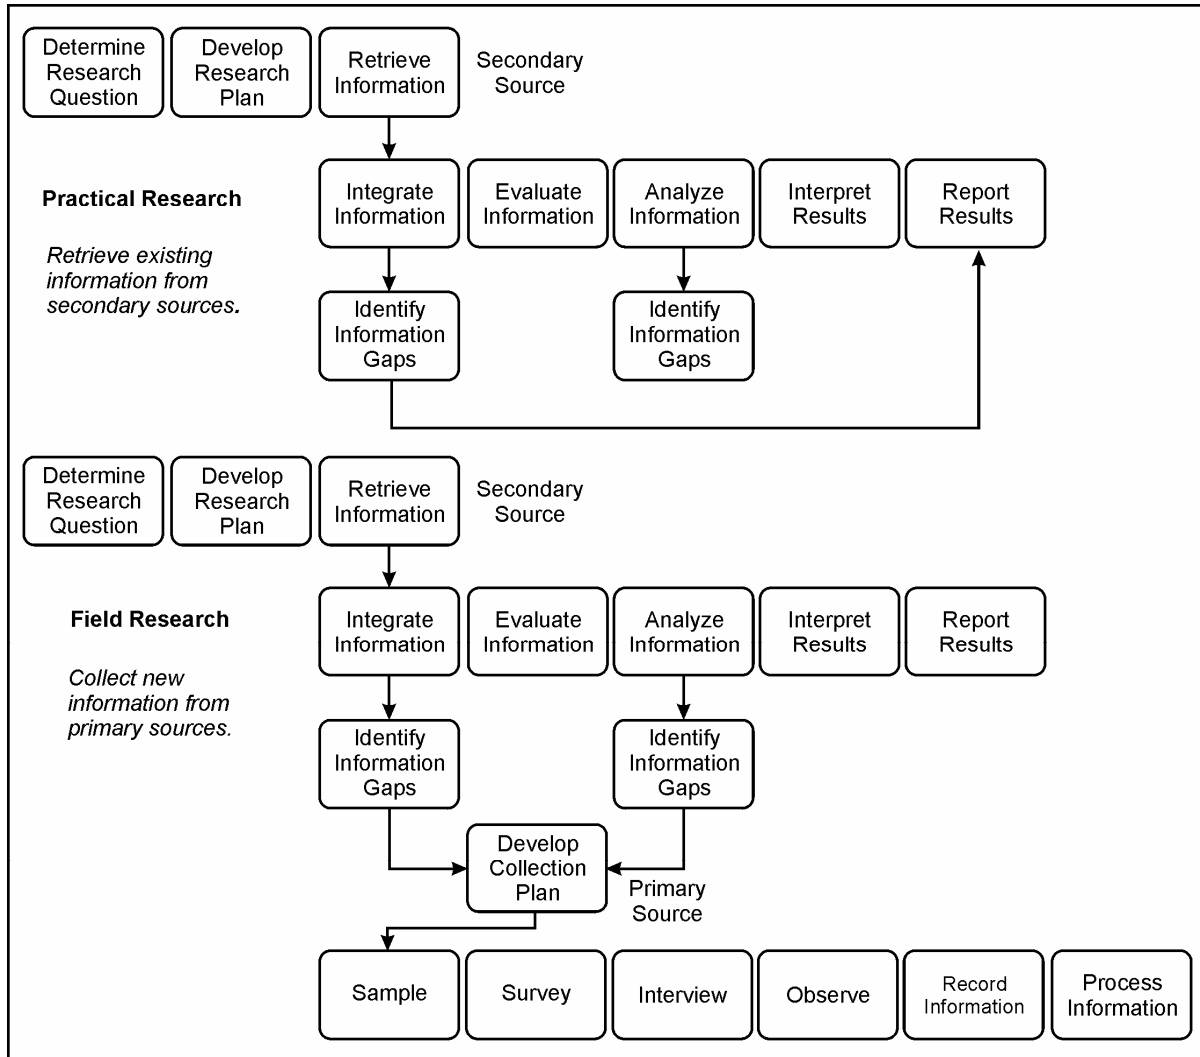 Determine
Research
Question
Develop
Research
Plan
Retrieve
Information
Secondary
Source
Practical Research
Retrieve existing
information from
secondary sources.
Integrate
Information
Evaluate
Information
Analyze
Information
Interpret
Results
Report
Results
Identify
Information
Gaps
Identify
Information
Gaps
Determine
Research
Question
Develop
Research
Plan
Retrieve
Information
Secondary
Source
Field Research
Collect new
information from
primary sources.
Integrate
Information
Evaluate
Information
Analyze
Information
Interpret
Results
Report
Results
Identify
Information
Gaps
Identify
Information
Gaps
Develop
Collection
Plan
Primary
Source
Sample
Survey
Interview
Observe
Record
Information
Process
Information